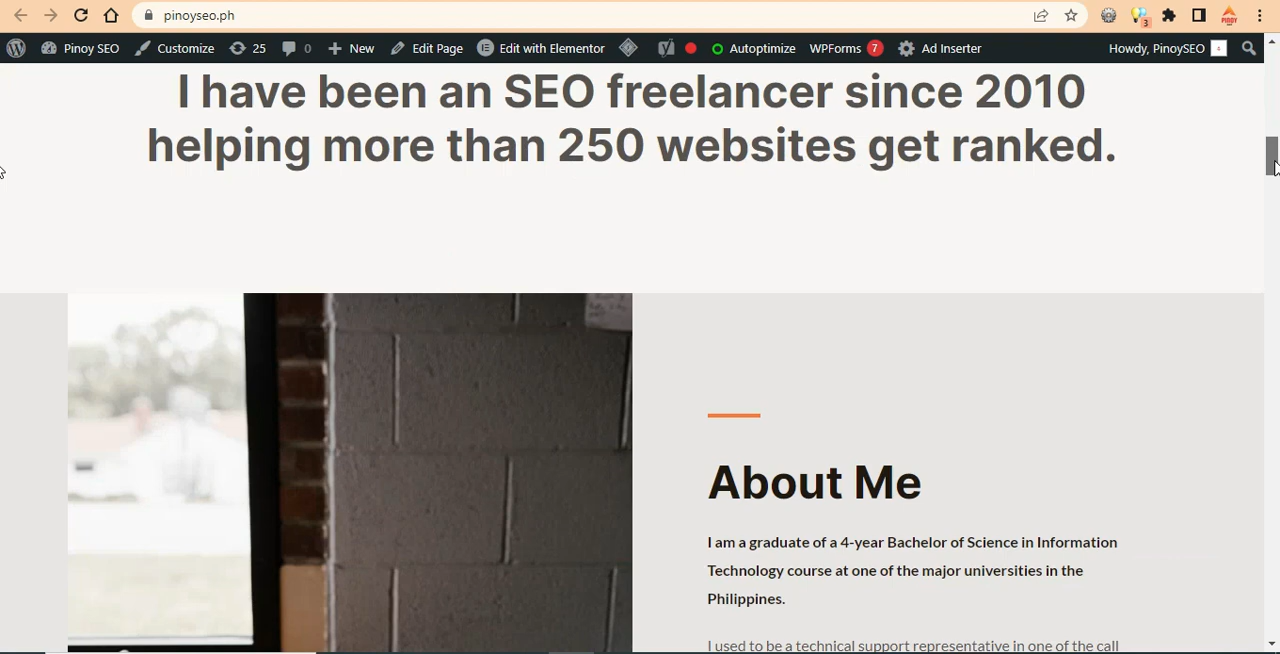 pinoyseo.ph
3
PINOY
Pinoy SEO Customize 25 0 New Edit Page Edit with Elementor Autoptimize WPForms 7 Ad Inserter Howdy, PinoySEO
I have been an SEO freelancer since 2010
helping more than 250 websites get ranked.
About Me
I am a graduate of a 4-year Bachelor of Science in Information
Technology course at one of the major universities in the
Philippines.
I used to be a technical support representative in one of the call